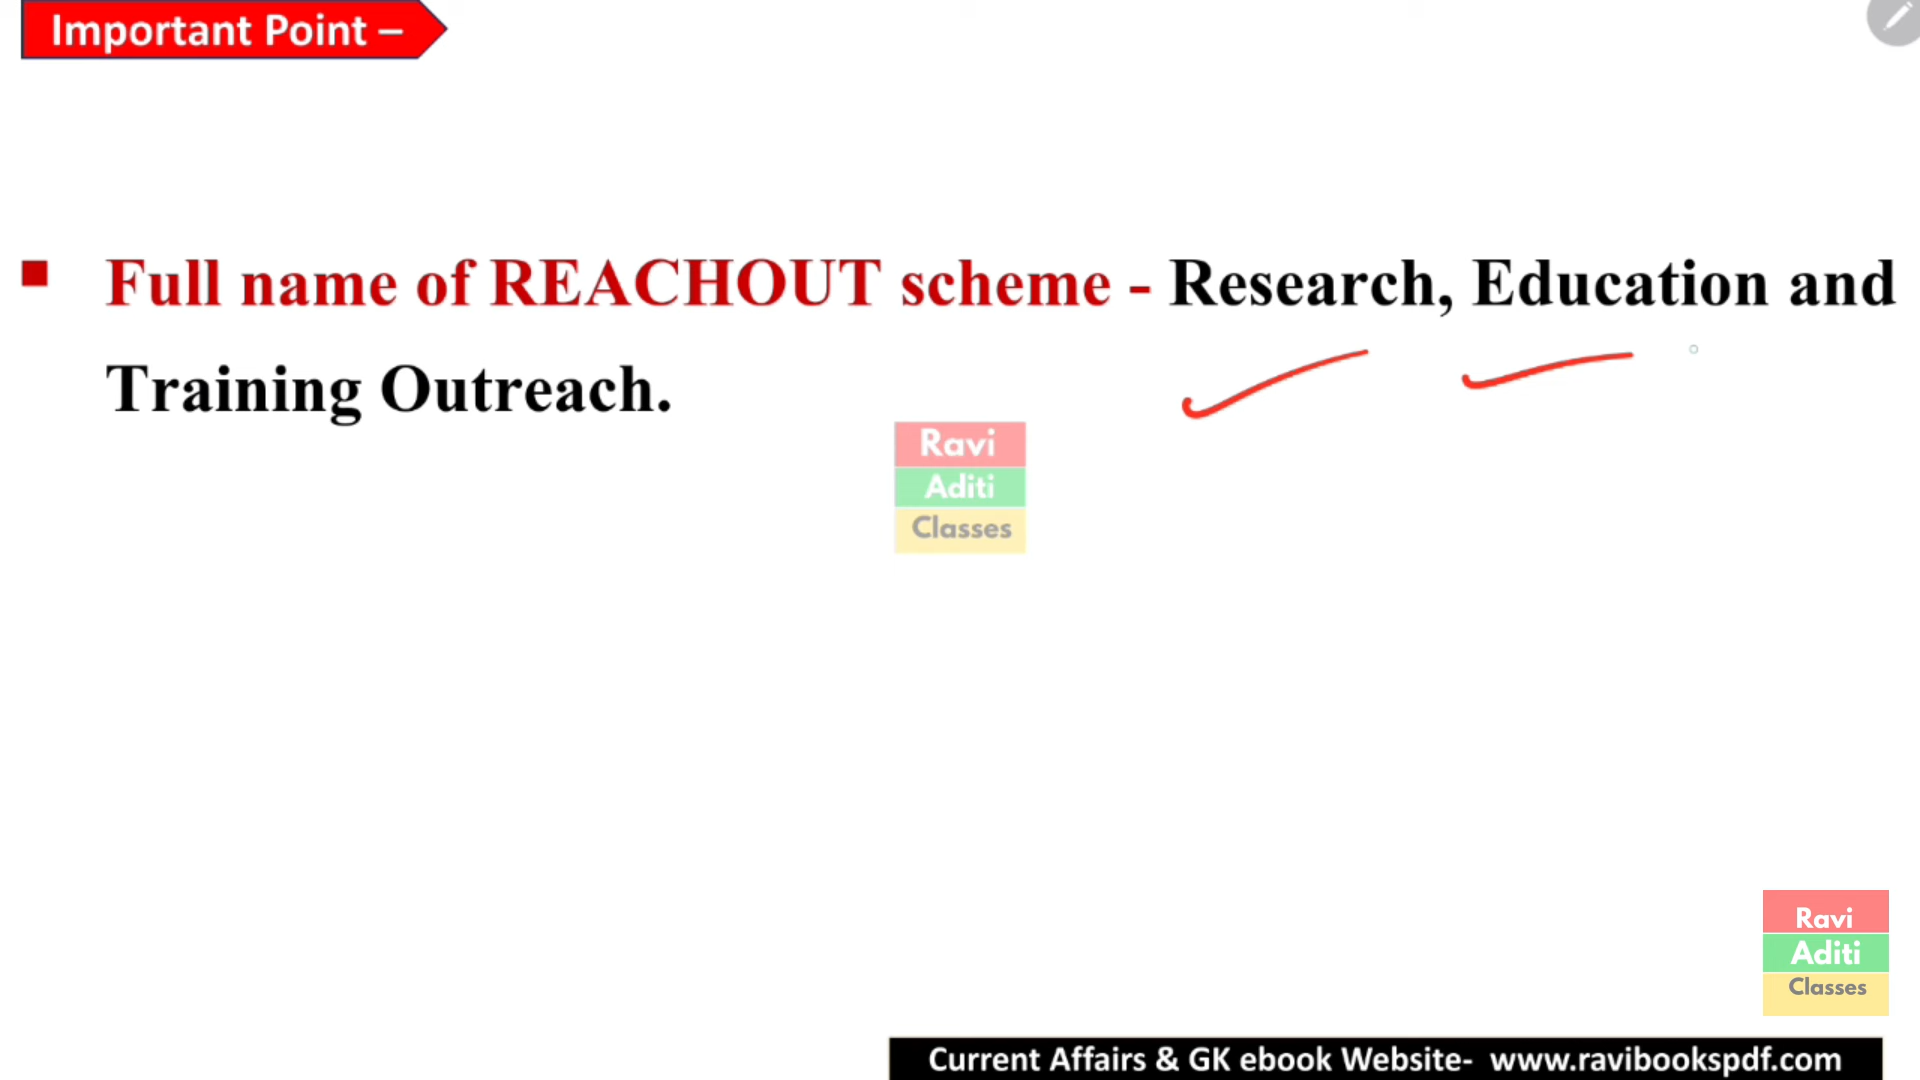 Important Point –
Full name of REACHOUT scheme - Research, Education and
Training Outreach.
Ravi
Aditi
Classes
Ravi
Aditi
Classes
Current Affairs & GK ebook Website- www.ravibookspdf.com